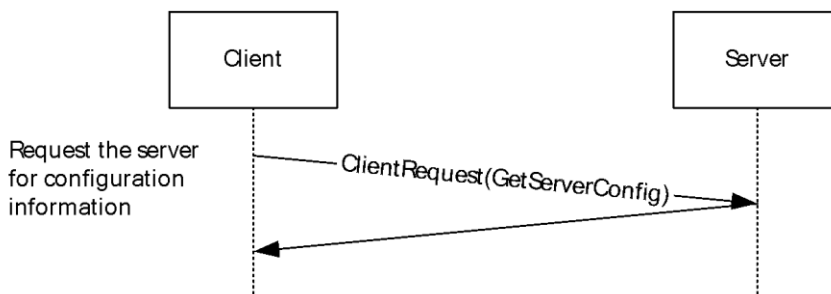 Client
Server
Request the server
for configuration
information
ClientRequest(GetServerConfig)